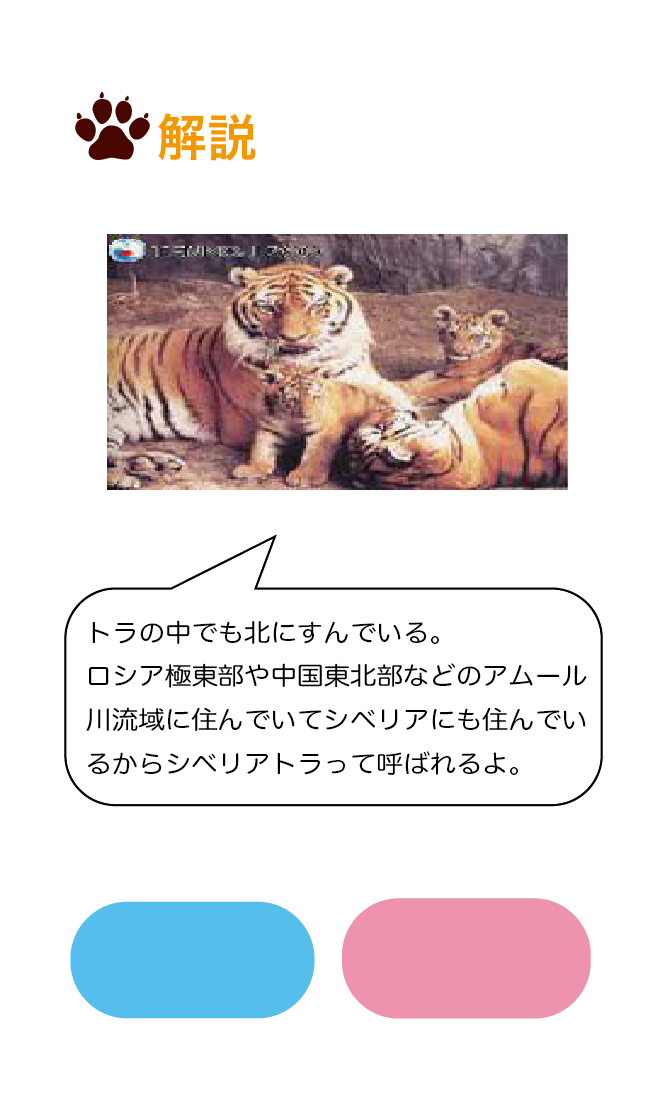 解説
トラの中でも北にすんでいる。
ロシア極東部や中国東北部などのアムール
川流域に住んでいてシベリアにも住んでい
るからシベリアトラって呼ばれるよ。